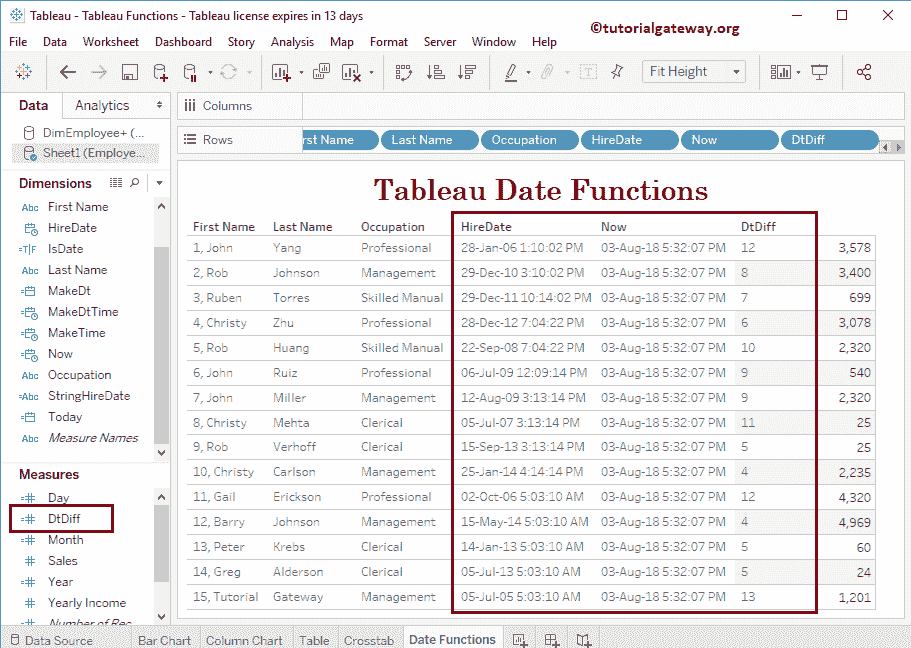 Tableau - Tableau Functions - Tableau license expires in 13 days
©tutorialgateway.org
File Data Worksheet Dashboard Story Analysis Map Format Server Window Help
Fit Height
Data Analytics
DimEmployee+ (...
Sheet1 (Employe...
Dimensions
Abc First Name
HireDate
=T|F IsDate
Abc Last Name
MakeDt
MakeDtTime
MakeTime
Now
Abc Occupation
=Abc StringHireDate
Today
Abc Measure Names
Measures
=# Day
=# DtDiff
=# Month
# Sales
=# Year
# Yearly Income
=# Number of Rec
Columns
Rows rst Name Last Name Occupation HireDate Now DtDiff
Tableau Date Functions
First Name Last Name Occupation HireDate Now DtDiff
1, John Yang Professional 28-Jan-06 1:10:02 PM 03-Aug-18 5:32:07 PM 12 3,578
2, Rob Johnson Management 29-Dec-10 3:10:02 PM 03-Aug-18 5:32:07 PM 8 3,400
3, Ruben Torres Skilled Manual 29-Dec-11 10:14:02 PM 03-Aug-18 5:32:07 PM 7 699
4, Christy Zhu Professional 28-Dec-12 7:04:22 PM 03-Aug-18 5:32:07 PM 6 3,078
5, Rob Huang Skilled Manual 22-Sep-08 7:04:22 PM 03-Aug-18 5:32:07 PM 10 2,320
6, John Ruiz Professional 06-Jul-09 12:09:14 PM 03-Aug-18 5:32:07 PM 9 540
7, John Miller Management 12-Aug-09 3:13:14 PM 03-Aug-18 5:32:07 PM 9 2,320
8, Christy Mehta Clerical 05-Jul-07 3:13:14 PM 03-Aug-18 5:32:07 PM 11 25
9, Rob Verhoff Clerical 15-Sep-13 3:13:14 PM 03-Aug-18 5:32:07 PM 5 25
10, Christy Carlson Management 25-Jan-14 4:14:14 PM 03-Aug-18 5:32:07 PM 4 2,235
11, Gail Erickson Professional 02-Oct-06 5:03:10 AM 03-Aug-18 5:32:07 PM 12 4,320
12, Barry Johnson Management 15-May-14 5:03:10 AM 03-Aug-18 5:32:07 PM 4 4,969
13, Peter Krebs Clerical 14-Jan-13 5:03:10 AM 03-Aug-18 5:32:07 PM 5 60
14, Greg Alderson Clerical 05-Jul-13 5:03:10 AM 03-Aug-18 5:32:07 PM 5 24
15, Tutorial Gateway Management 05-Jul-05 5:03:10 AM 03-Aug-18 5:32:07 PM 13 1,201
Data Source Bar Chart Column Chart Table Crosstab Date Functions